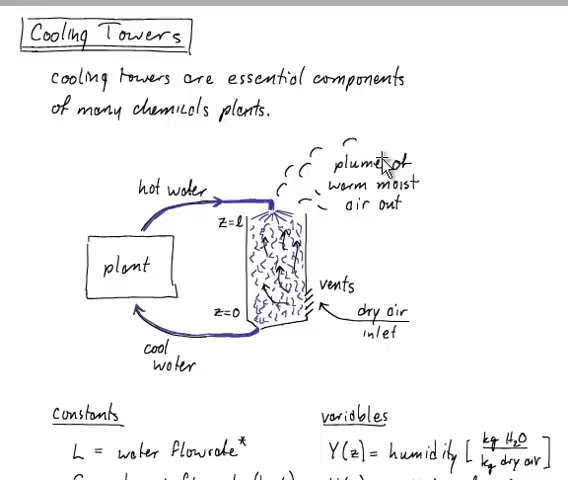 Cooling Towers
cooling towers are essential components
of many chemicals plants.
plume of
warm moist
air out
hot water
z=l
plant
vents
z=0
dry air
inlet
cool
water
constants
variables
L = water flowrate*
Y(z) = humidity [kg H₂O / kg dry air]